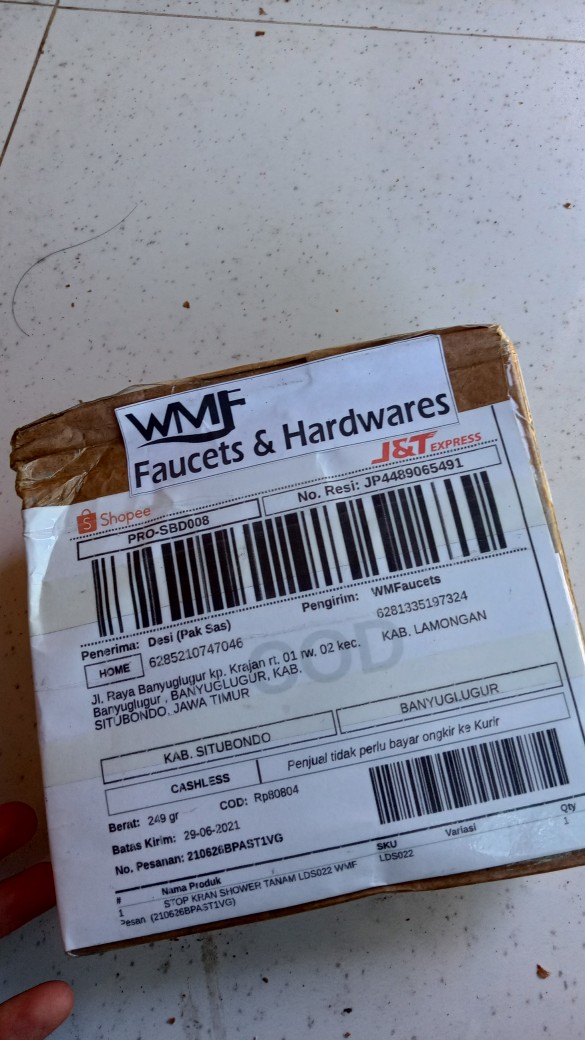 WMF
Faucets & Hardwares
J&T EXPRESS
Shopee
PRO-SBD008
No. Resi: JP4489065491
Penerima: Desi (Pak Sas)
Pengirim: WMFaucets
HOME
6285210747046
6281335197324
KAB. LAMONGAN
Jl. Raya Banyuglugur kp. Krajan rt. 01 rw. 02 kec.
Banyuglugur , BANYUGLUGUR, KAB.
SITUBONDO, JAWA TIMUR
COD
KAB. SITUBONDO
BANYUGLUGUR
CASHLESS
Penjual tidak perlu bayar ongkir ke Kurir
Berat: 249 gr
COD: Rp80804
Batas Kirim: 29-06-2021
No. Pesanan: 210626BPAST1VG
# Nama Produk SKU Variasi Qty
1 STOP KRAN SHOWER TANAM LDS022 WMF LDS022 1
Pesan (210626BPAST1VG)